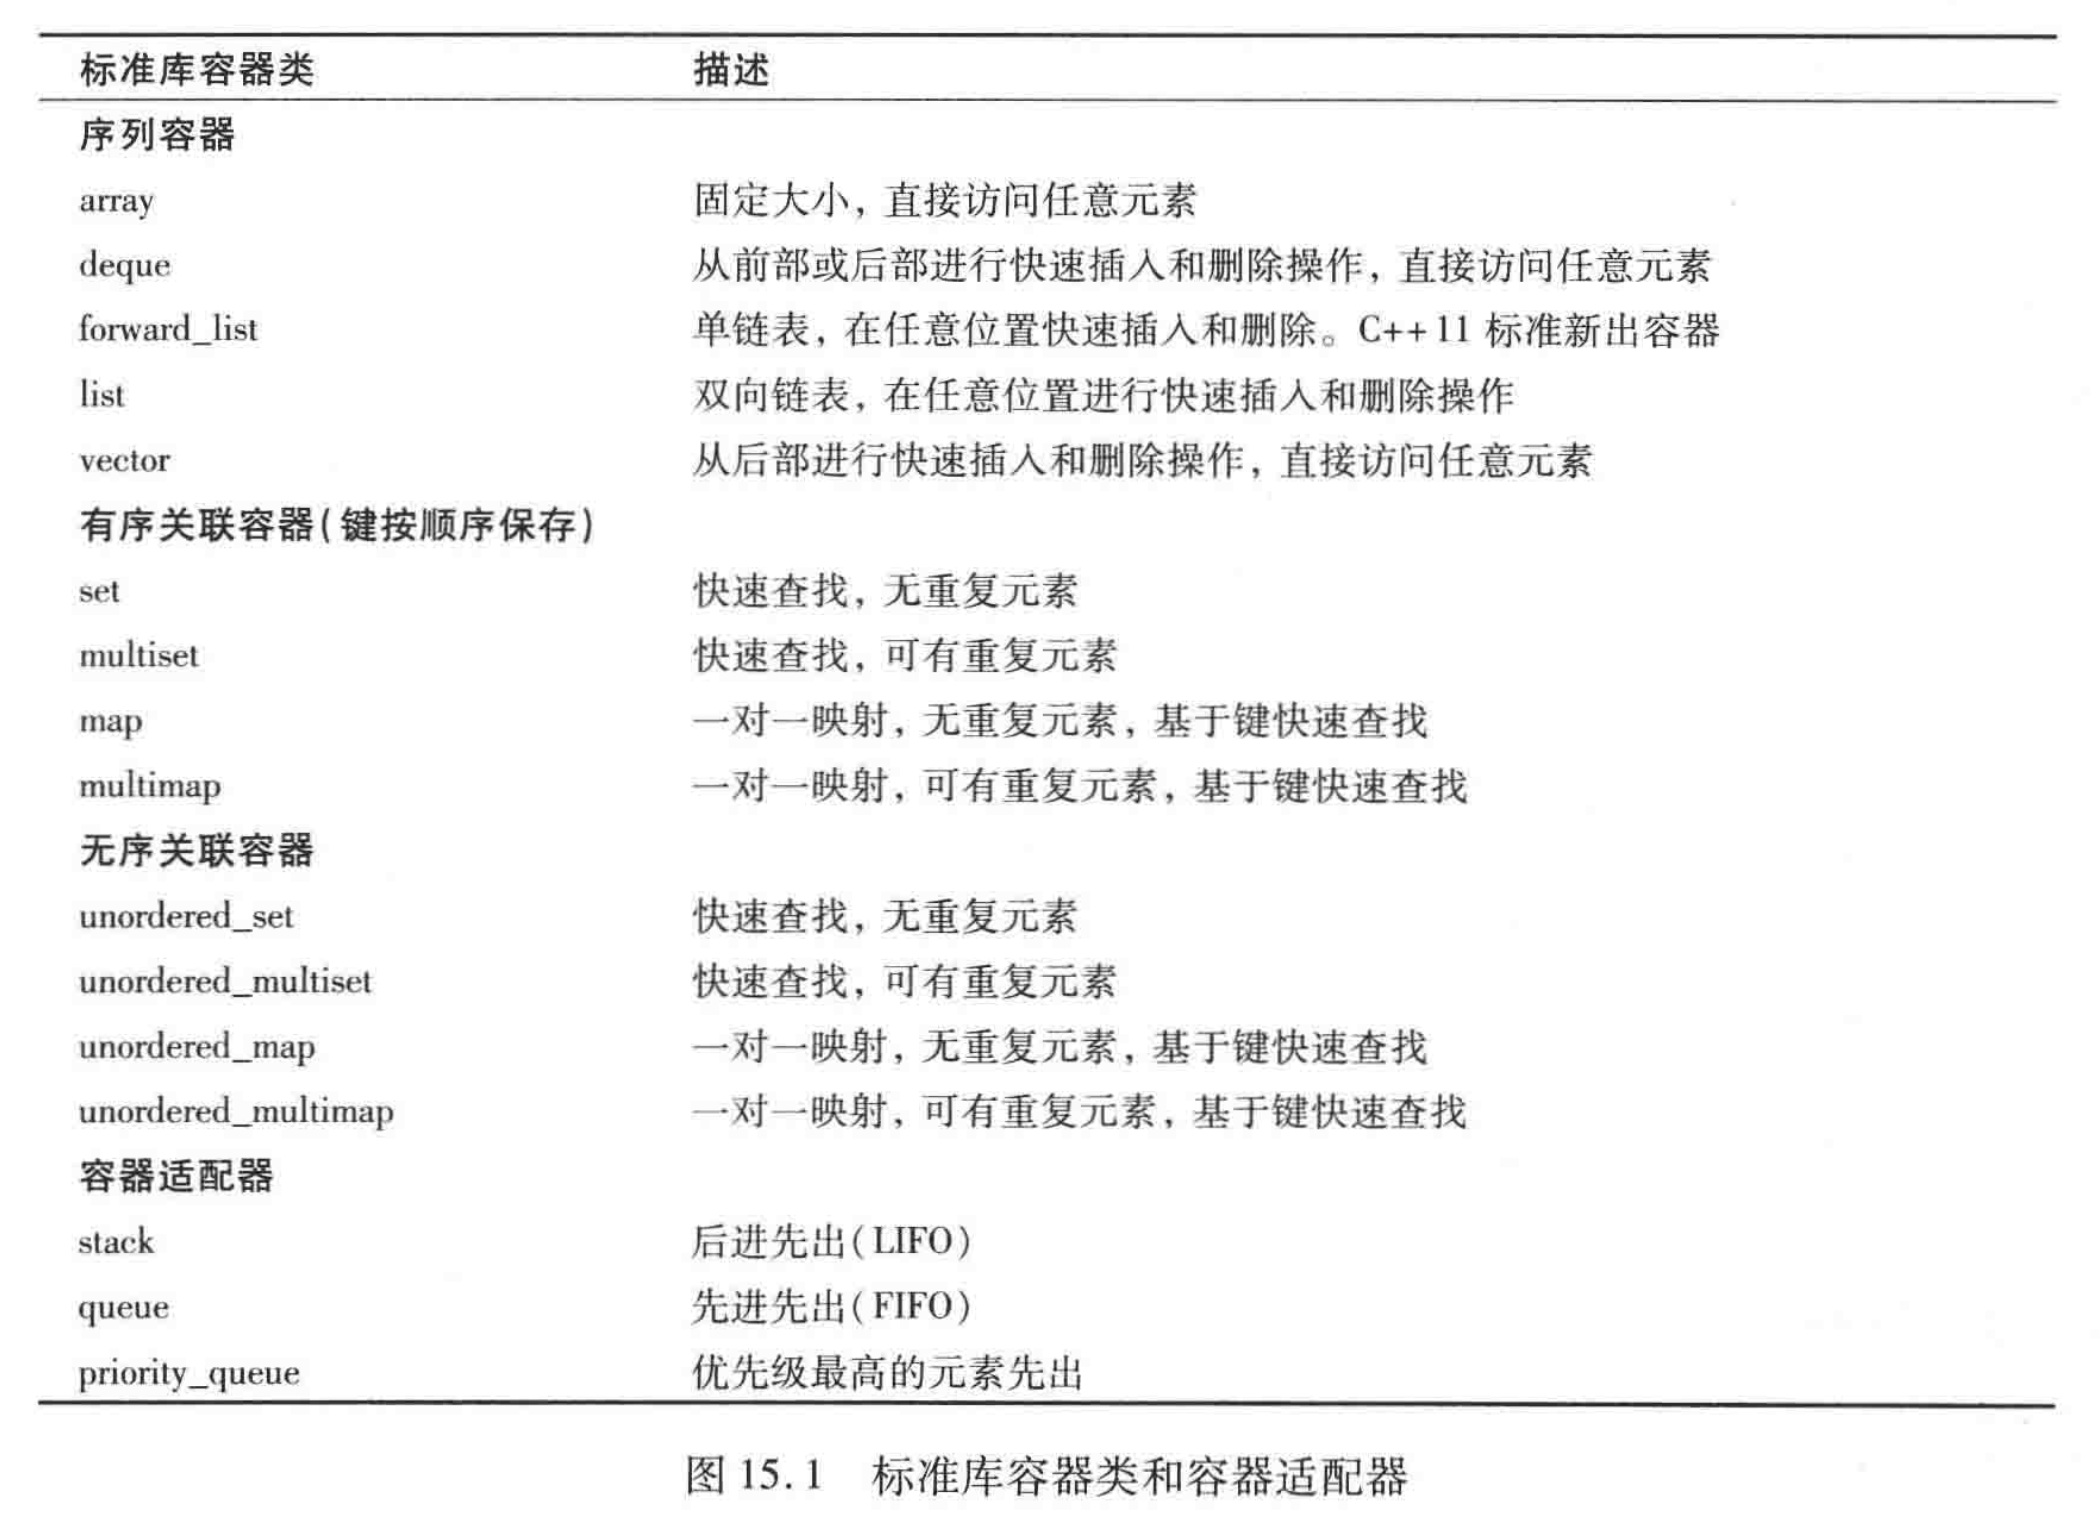 标准库容器类 描述
序列容器
array 固定大小，直接访问任意元素
deque 从前部或后部进行快速插入和删除操作，直接访问任意元素
forward_list 单链表，在任意位置快速插入和删除。C++11 标准新出容器
list 双向链表，在任意位置进行快速插入和删除操作
vector 从后部进行快速插入和删除操作，直接访问任意元素
有序关联容器(键按顺序保存)
set 快速查找，无重复元素
multiset 快速查找，可有重复元素
map 一对一映射，无重复元素，基于键快速查找
multimap 一对一映射，可有重复元素，基于键快速查找
无序关联容器
unordered_set 快速查找，无重复元素
unordered_multiset 快速查找，可有重复元素
unordered_map 一对一映射，无重复元素，基于键快速查找
unordered_multimap 一对一映射，可有重复元素，基于键快速查找
容器适配器
stack 后进先出(LIFO)
queue 先进先出(FIFO)
priority_queue 优先级最高的元素先出
图 15.1 标准库容器类和容器适配器